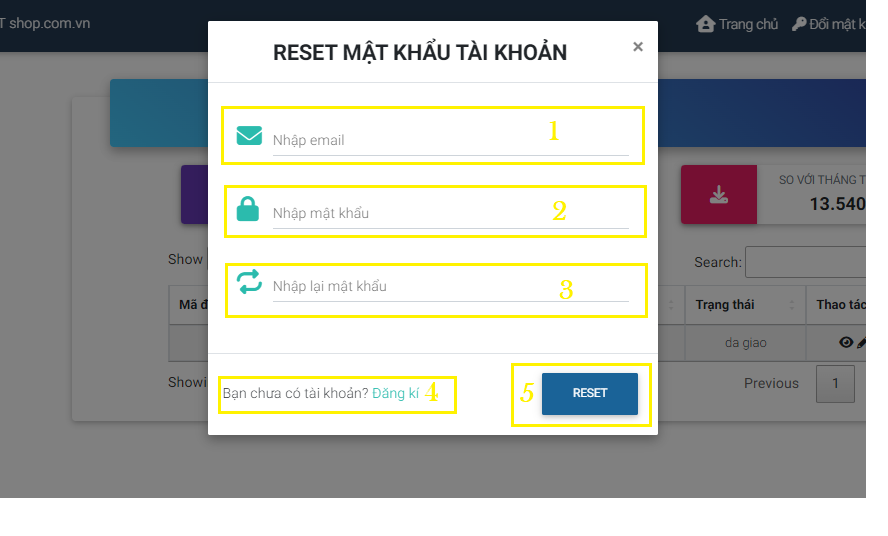 T shop.com.vn
Trang chủ
Đổi mật k
RESET MẬT KHẨU TÀI KHOẢN
×
Nhập email
1
SO VỚI THÁNG T
13.540
Nhập mật khẩu
2
Show
Search:
Nhập lại mật khẩu
3
Mã đ
Trạng thái
Thao tác
da giao
Showi
Previous
1
Bạn chưa có tài khoản? Đăng kí
4
5
RESET